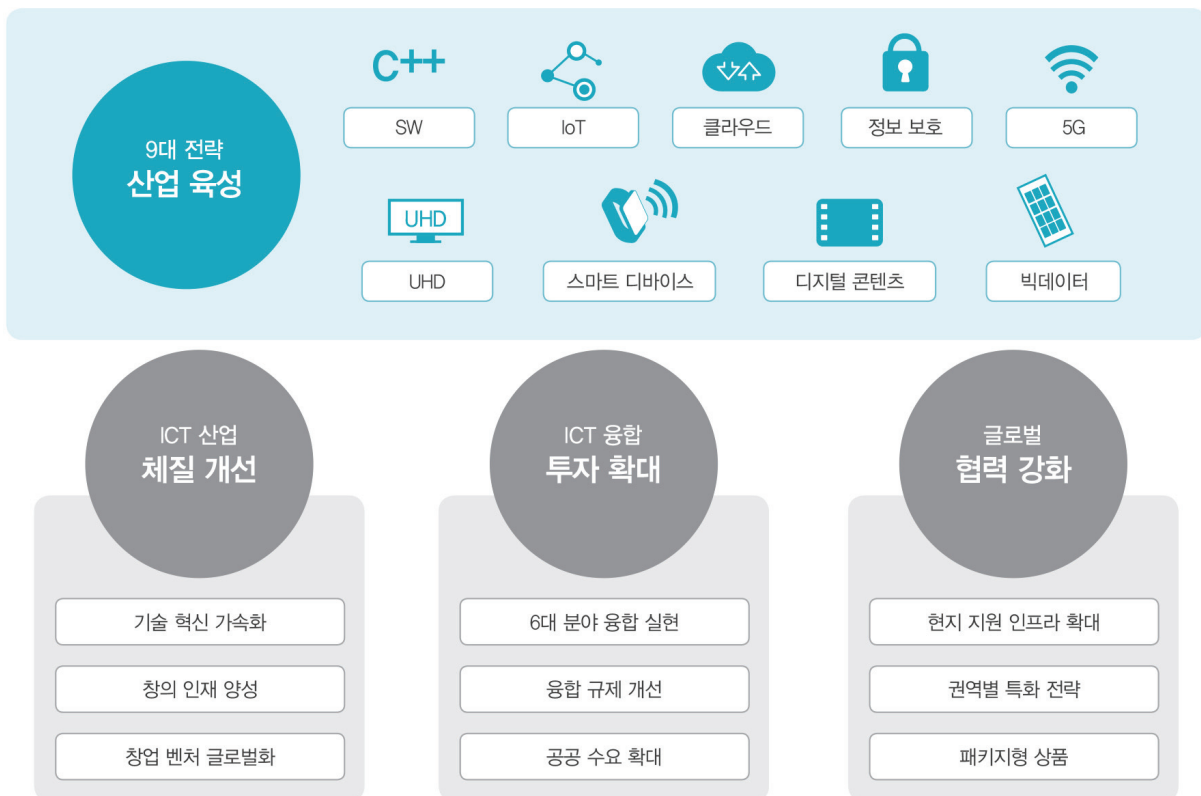 9대 전략
산업 육성
C++
SW
IoT
클라우드
정보 보호
5G
UHD
UHD
스마트 디바이스
디지털 콘텐츠
빅데이터
ICT 산업
체질 개선
기술 혁신 가속화
창의 인재 양성
창업 벤처 글로벌화
ICT 융합
투자 확대
6대 분야 융합 실현
융합 규제 개선
공공 수요 확대
글로벌
협력 강화
현지 지원 인프라 확대
권역별 특화 전략
패키지형 상품